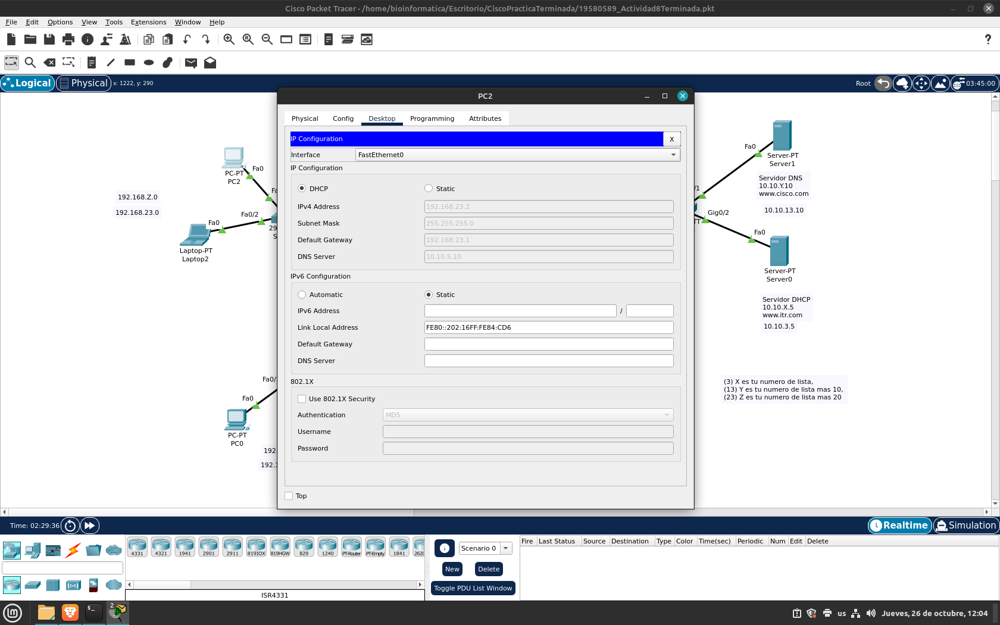 Cisco Packet Tracer - /home/bioinformatica/Escritorio/CiscoPracticaTerminada/19580589_Actividad8Terminada.pkt
File Edit Options View Tools Extensions Window Help
?
Logical Physical x: 1222, y: 290
Root 03:45:00
PC2
Physical Config Desktop Programming Attributes
IP Configuration X
Interface FastEthernet0
IP Configuration
DHCP Static
IPv4 Address 192.168.23.2
Subnet Mask 255.255.255.0
Default Gateway 192.168.23.1
DNS Server 10.10.5.10
IPv6 Configuration
Automatic Static
IPv6 Address /
Link Local Address FE80::202:16FF:FE84:CD6
Default Gateway
DNS Server
802.1X
Use 802.1X Security
Authentication MD5
Username
Password
Top
Fa0
PC-PT
PC2
Fa
192.168.Z.0
192.168.23.0
Fa0/2
Fa0
29
S
Laptop-PT
Laptop2
Fa0/
Fa0
PC-PT
PC0
192.
192.1
Fa0
Server-PT
Server1
Servidor DNS
10.10.Y.10
www.cisco.com
/1
10.10.13.10
Gig0/2
TT
Fa0
Server-PT
Server0
Servidor DHCP
10.10.X.5
www.itr.com
10.10.3.5
(3) X es tu numero de lista,
(13) Y es tu numero de lista mas 10,
(23) Z es tu numero de lista mas 20
Time: 02:29:36
Realtime Simulation
4331 4321 1941 2901 2911 819IOX 819HGW 829 1240 PT-Router PT-Empty 1841 2620
ISR4331
Scenario 0
New Delete
Toggle PDU List Window
Fire Last Status Source Destination Type Color Time(sec) Periodic Num Edit Delete
2
us Jueves, 26 de octubre, 12:04